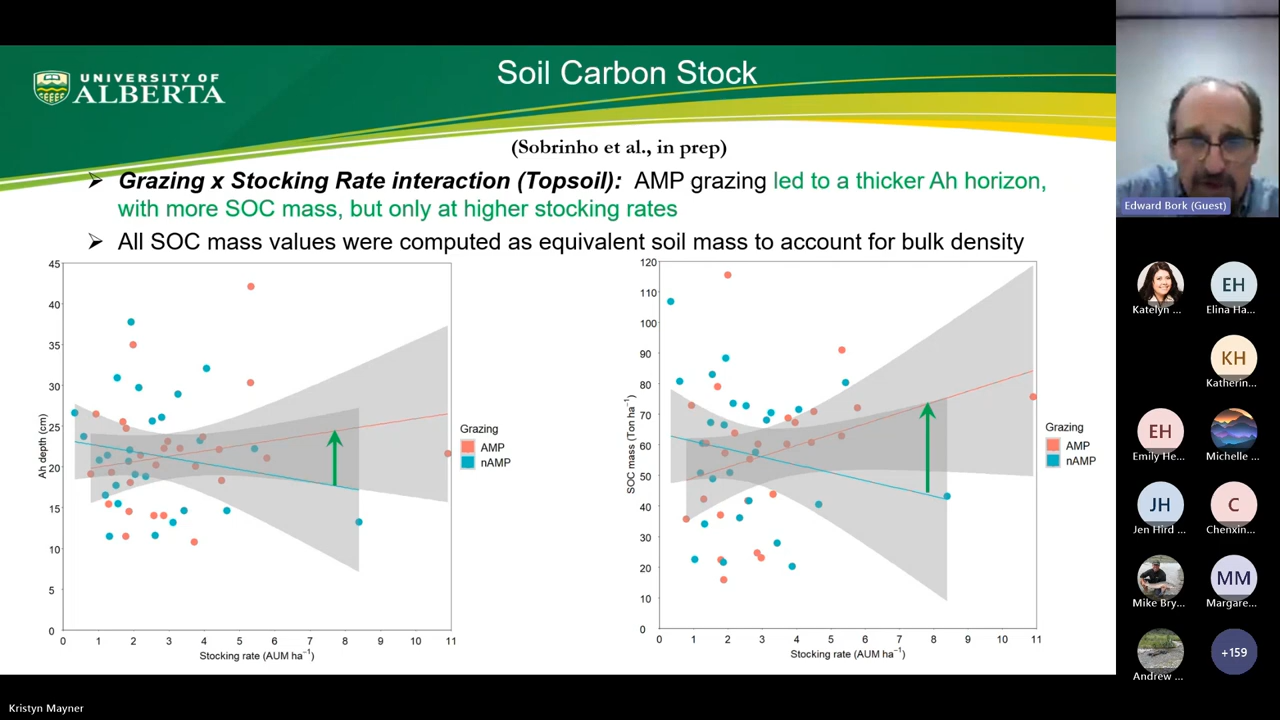 UNIVERSITY OF
ALBERTA
Soil Carbon Stock
(Sobrinho et al., in prep)
➢ Grazing x Stocking Rate interaction (Topsoil): AMP grazing led to a thicker Ah horizon,
with more SOC mass, but only at higher stocking rates
➢ All SOC mass values were computed as equivalent soil mass to account for bulk density
45
40
35
30
25
20
15
10
5
0
Ah depth (cm)
0 1 2 3 4 5 6 7 8 9 10 11
Stocking rate (AUM ha⁻¹)
Grazing
AMP
nAMP
120
110
100
90
80
70
60
50
40
30
20
10
0
SOC mass (Ton ha⁻¹)
0 1 2 3 4 5 6 7 8 9 10 11
Stocking rate (AUM ha⁻¹)
Grazing
AMP
nAMP
Edward Bork (Guest)
Katelyn ...
EH
Elina Ha...
KH
Katherin...
EH
Emily He...
Michelle ...
JH
Jen Hird ...
C
Chenxin...
Mike Bry...
MM
Margare...
Andrew ...
+159
Kristyn Mayner